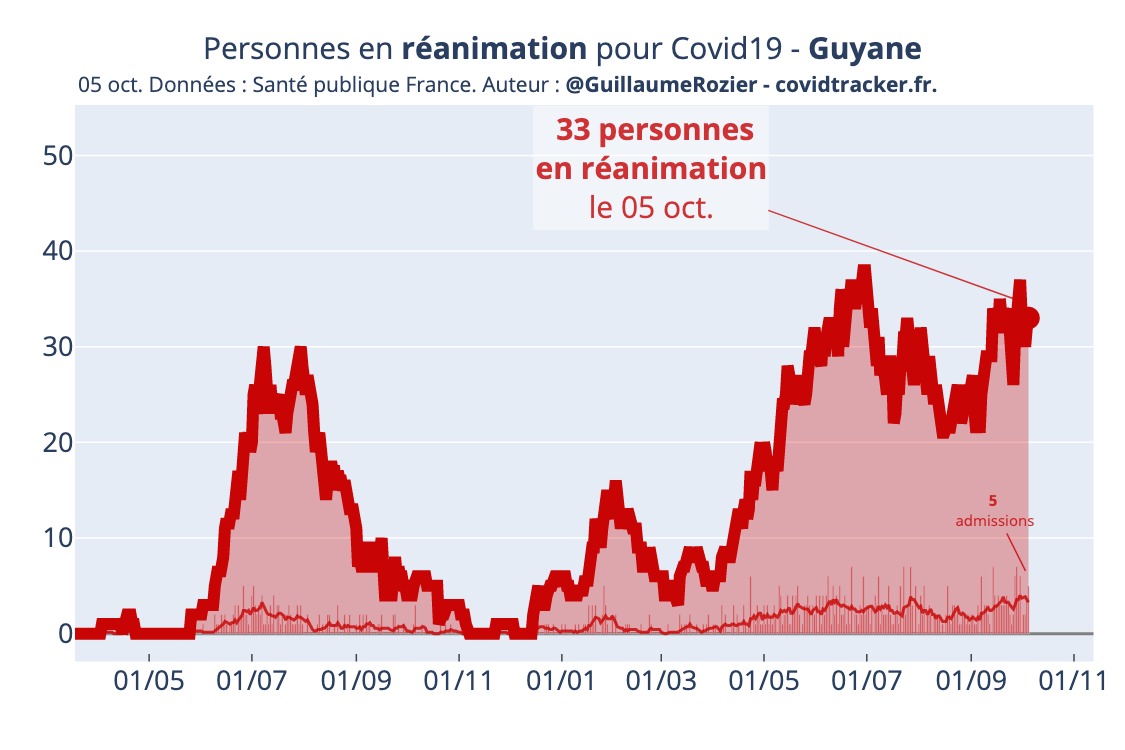 Personnes en réanimation pour Covid19 - Guyane
05 oct. Données : Santé publique France. Auteur : @GuillaumeRozier - covidtracker.fr.
33 personnes
en réanimation
le 05 oct.
50
40
30
20
10
0
5
admissions
01/05
01/07
01/09
01/11
01/01
01/03
01/05
01/07
01/09
01/11